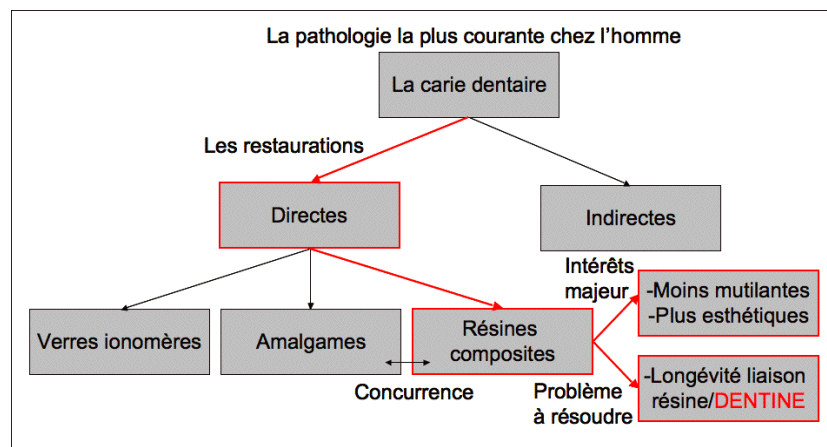 La pathologie la plus courante chez l'homme
La carie dentaire
Les restaurations
Directes
Indirectes
Intérêts
majeur
-Moins mutilantes
-Plus esthétiques
Verres ionomères
Amalgames
Résines
composites
Concurrence
Problème
à résoudre
-Longévité liaison
résine/DENTINE